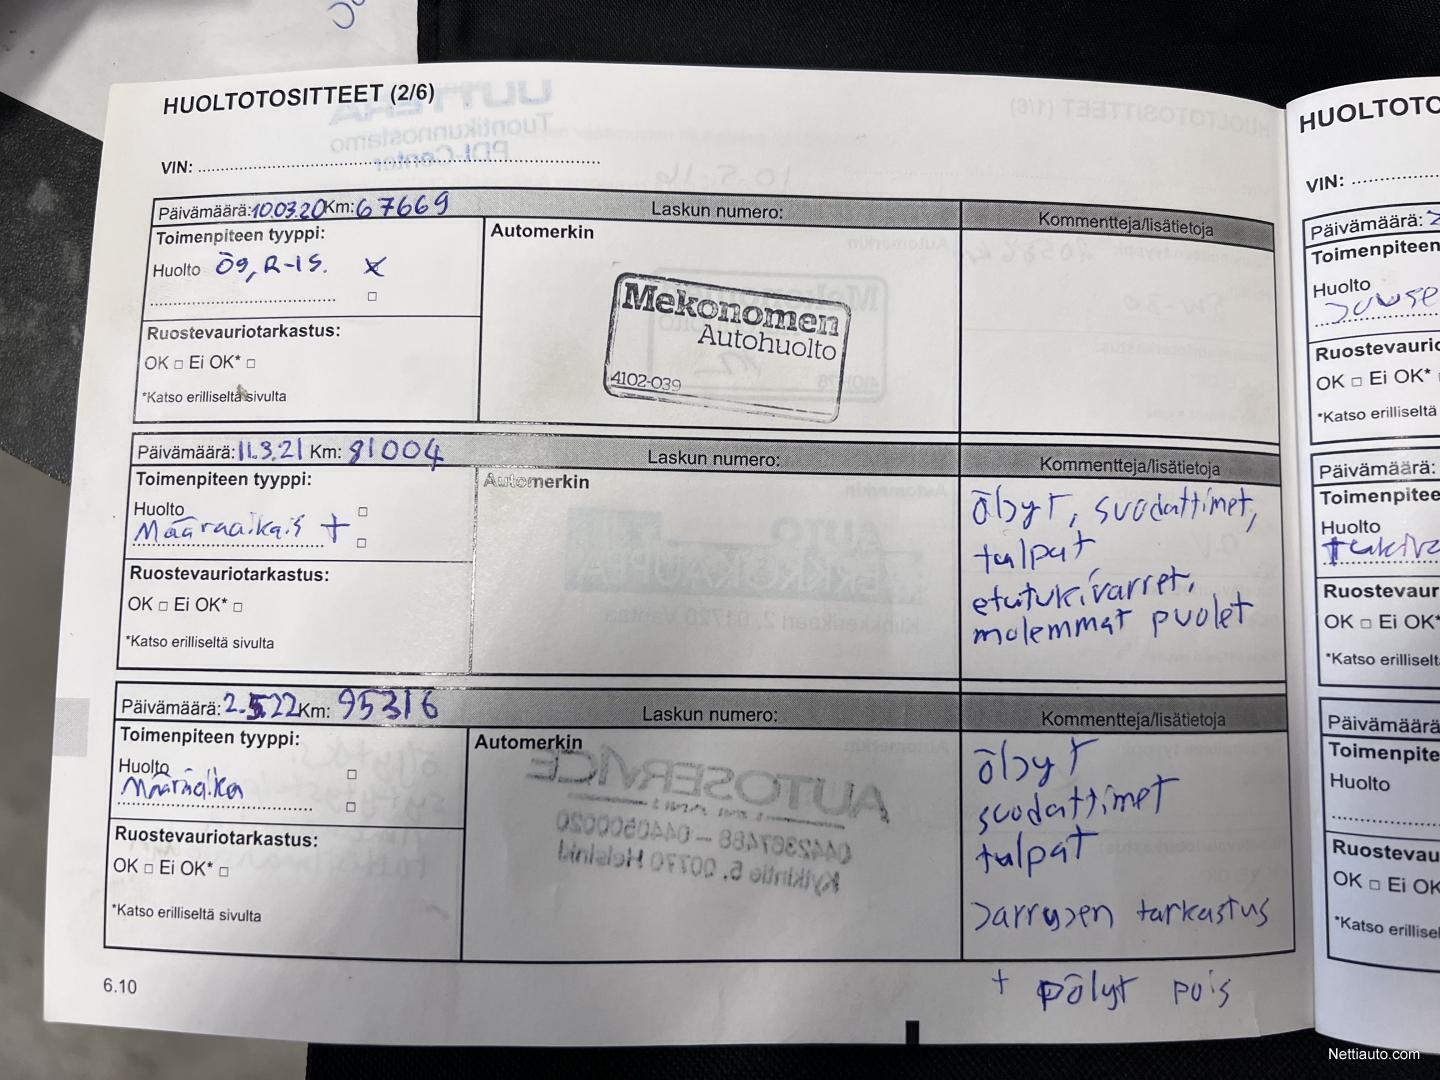 HUOLTOTOSITTEET (2/6)
VIN:
Päivämäärä: 10.03.20 Km: 67669 Laskun numero: Kommentteja/lisätietoja
Toimenpiteen tyyppi:
Automerkin
Huolto Ög, R-IS. x
Mekonomen
Autohuolto
4102-039
Ruostevauriotarkastus:
OK □ Ei OK* □
*Katso erilliseltä sivulta
Päivämäärä: 11.3.21 Km: 81004 Laskun numero: Kommentteja/lisätietoja
Toimenpiteen tyyppi:
Automerkin
Huolto □
Määraaikais + □
öljyt, suodattimet,
tulpat
etutukivarret,
molemmat puolet
Ruostevauriotarkastus:
OK □ Ei OK* □
*Katso erilliseltä sivulta
Päivämäärä: 2.5.22 Km: 95316 Laskun numero: Kommentteja/lisätietoja
Toimenpiteen tyyppi:
Automerkin
Huolto □
Määräaika □
AUTOSERVICE
0442387488 – 0440500020
Kylkintie 5, 00770 Helsinki
öljyt
suodattimet
tulpat
jarrujen tarkastus
+ pölyt pois
Ruostevauriotarkastus:
OK □ Ei OK* □
*Katso erilliseltä sivulta
6.10
HUOLTOTO
VIN:
Päivämäärä:
Toimenpiteen
Huolto
Ruostevaurio
OK □ Ei OK*
*Katso erilliseltä
Päivämäärä:
Toimenpitee
Huolto
Ruostevaur
OK □ Ei OK*
*Katso erilliselt
Päivämäärä
Toimenpite
Huolto
Ruostevau
OK □ Ei OK
*Katso erillisel
Nettiauto.com